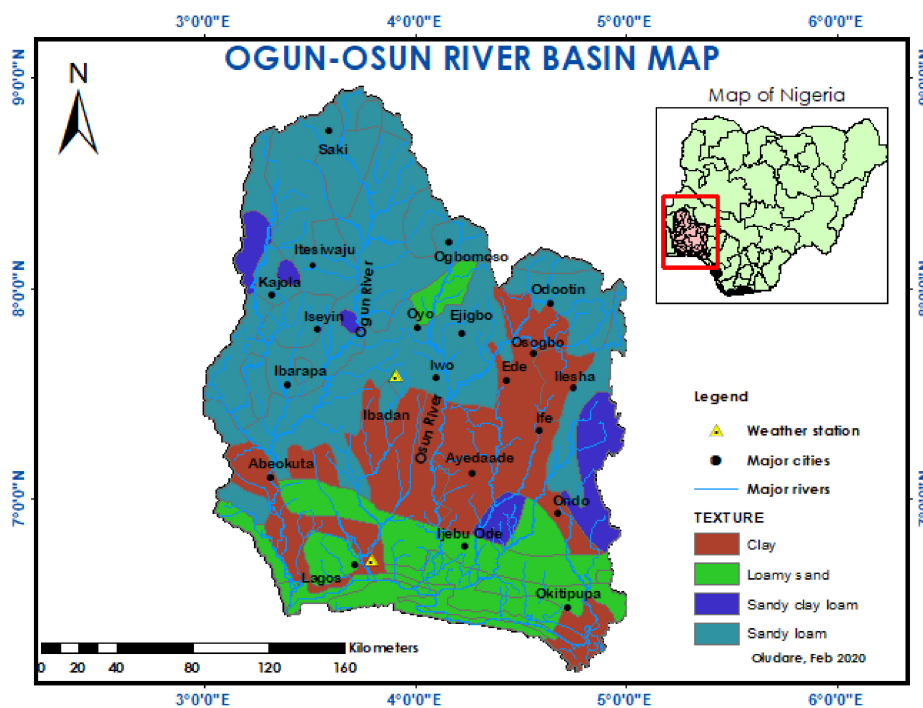 3°0'0"E 4°0'0"E 5°0'0"E 6°0'0"E
OGUN-OSUN RIVER BASIN MAP
N
9°0'0"N
Map of Nigeria
Saki
Ogbomoso
Itesiwaju
Kajola
8°0'0"N
Odootin
Ogun River
Iseyin
Oyo
Ejigbo
Osogbo
Ibarapa
Iwo
Ede
Ilesha
Ibadan
Osun River
Ife
Abeokuta
Ayedaade
7°0'0"N
Ondo
Ijebu Ode
Lagos
Okitipupa
Legend
Weather station
Major cities
Major rivers
TEXTURE
Clay
Loamy sand
Sandy clay loam
Sandy loam
Oludare, Feb 2020
Kilometers
0 20 40 80 120 160
3°0'0"E 4°0'0"E 5°0'0"E 6°0'0"E